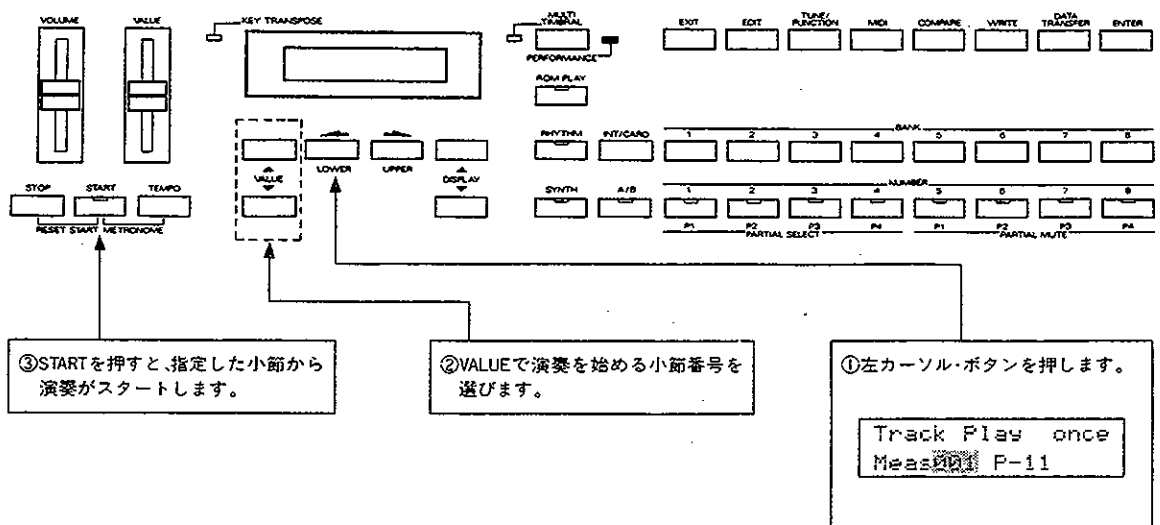 VOLUME
VALUE
KEY TRANSPOSE
MULTI TIMBRAL
PERFORMANCE
EXIT
EDIT
TUNE/FUNCTION
MIDI
COMPARE
WRITE
DATA TRANSFER
ENTER
ROM PLAY
RHYTHM
INT/CARD
BANK
1 2 3 4 5 6 7 8
VALUE
LOWER
UPPER
DISPLAY
STOP
START
TEMPO
RESET START
METRONOME
SYNTH
A/B
NUMBER
1 2 3 4 5 6 7 8
P1 P2 P3 P4 P1 P2 P3 P4
PARTIAL SELECT
PARTIAL MUTE
③STARTを押すと、指定した小節から
演奏がスタートします。
②VALUEで演奏を始める小節番号を
選びます。
①左カーソル・ボタンを押します。
Track Play once
Meas001 P-11